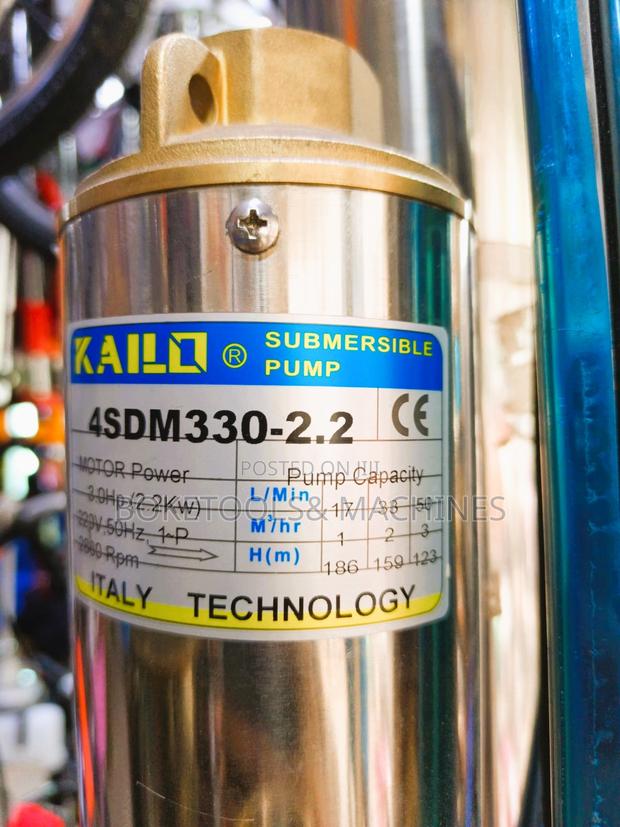 KAILO ® SUBMERSIBLE PUMP
4SDM330-2.2 CE
POSTED ON JIJI
MOTOR Power Pump Capacity
3.0Hp (2.2Kw) L/Min 17 33 50
BOKETOOLS& MACHINES
220V,50Hz, 1-P M³/hr 1 2 3
2860 Rpm H(m) 186 159 123
ITALY TECHNOLOGY